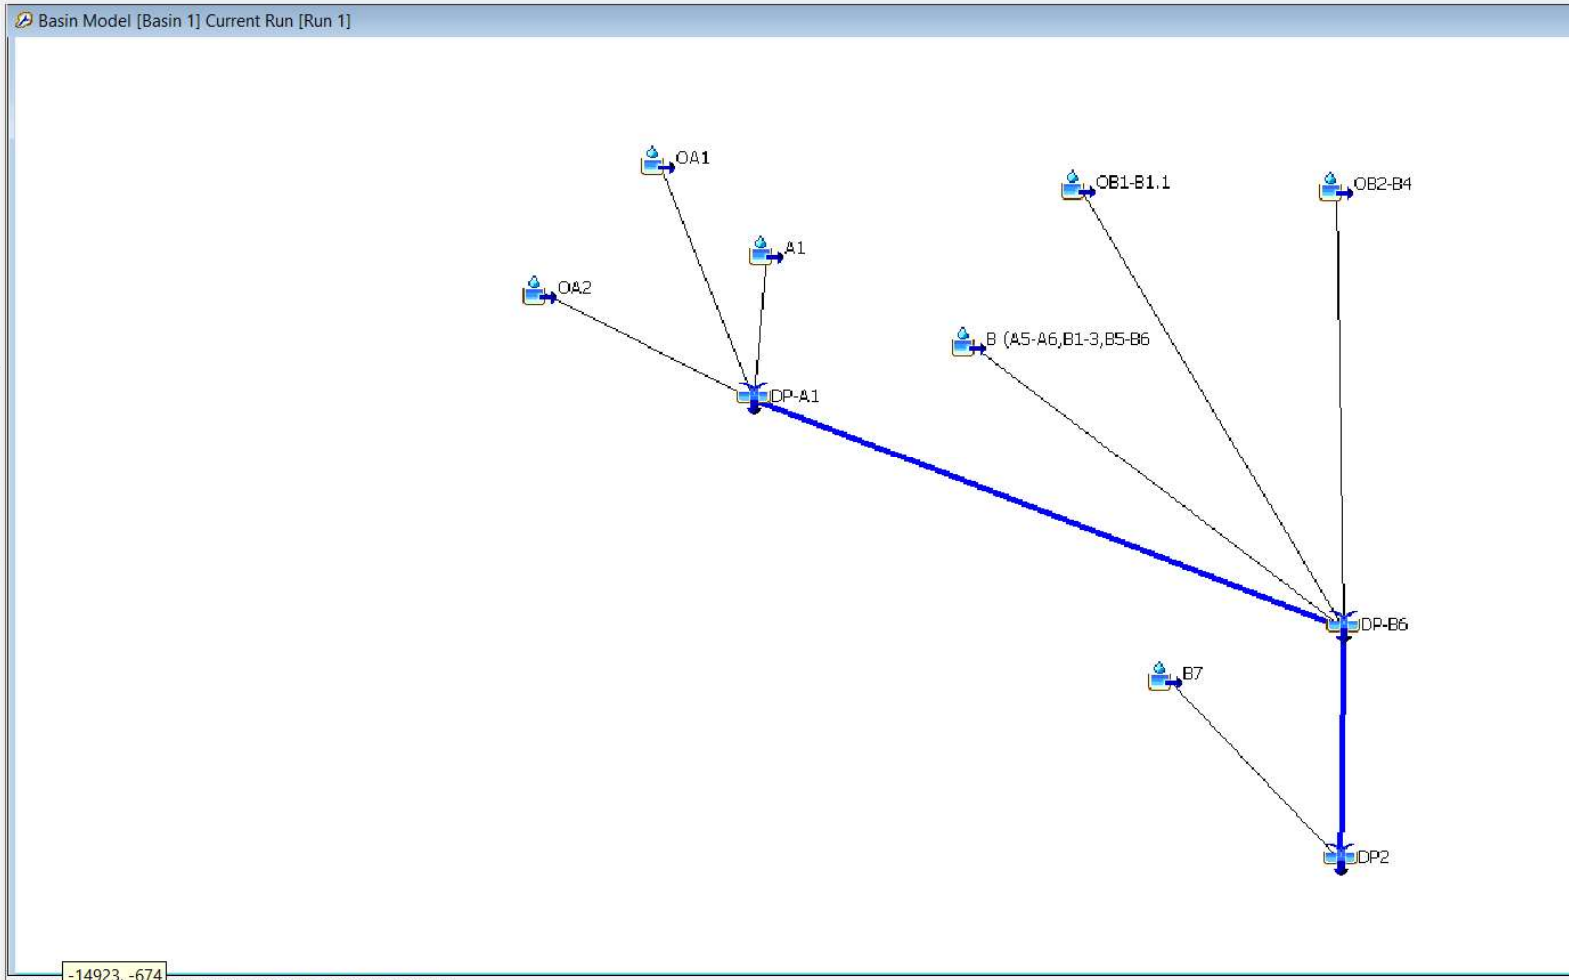 Basin Model [Basin 1] Current Run [Run 1]
OA1
OB1-B1.1
OB2-B4
A1
OA2
B (A5-A6,B1-3,B5-B6
DP-A1
DP-B6
B7
DP2
-14923, -674